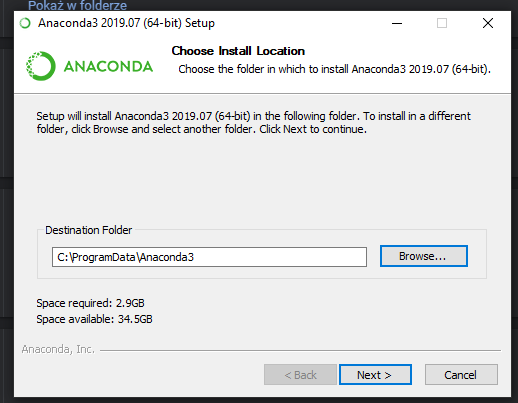 Pokaż w folderze
Anaconda3 2019.07 (64-bit) Setup
Choose Install Location
Choose the folder in which to install Anaconda3 2019.07 (64-bit).
ANACONDA
Setup will install Anaconda3 2019.07 (64-bit) in the following folder. To install in a different
folder, click Browse and select another folder. Click Next to continue.
Destination Folder
C:\ProgramData\Anaconda3
Browse...
Space required: 2.9GB
Space available: 34.5GB
Anaconda, Inc.
< Back
Next >
Cancel